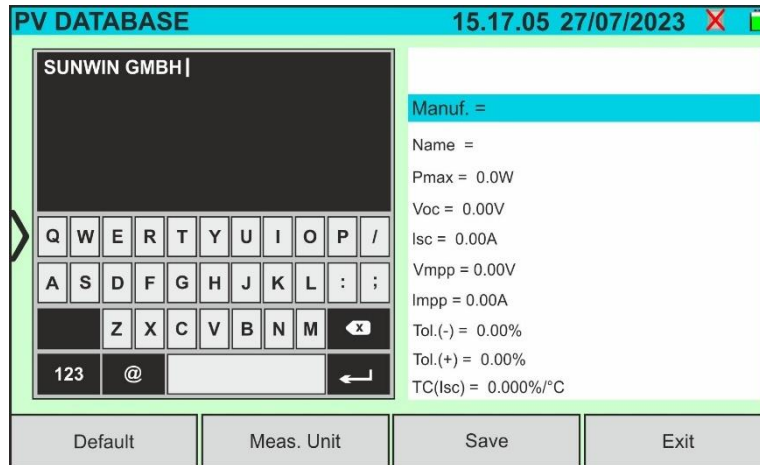 PV DATABASE 15.17.05 27/07/2023
SUNWIN GMBH
Q W E R T Y U I O P /
A S D F G H J K L : ;
Z X C V B N M x
123 @
Manuf. =
Name =
Pmax = 0.0W
Voc = 0.00V
Isc = 0.00A
Vmpp = 0.00V
Impp = 0.00A
Tol.(-) = 0.00%
Tol.(+) = 0.00%
TC(Isc) = 0.000%/°C
Default Meas. Unit Save Exit